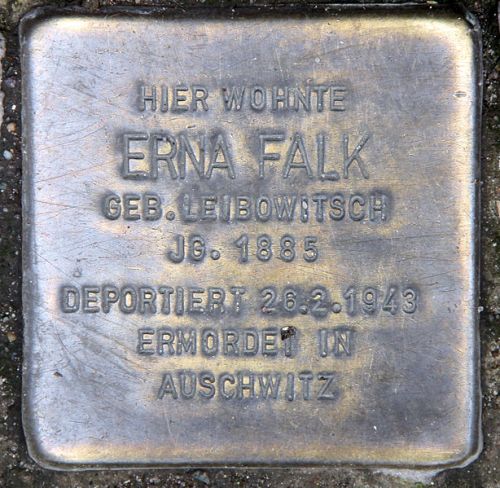 HIER WOHNTE
ERNA FALK
GEB. LEIBOWITSCH
JG. 1885
DEPORTIERT 26.2.1943
ERMORDET IN
AUSCHWITZ